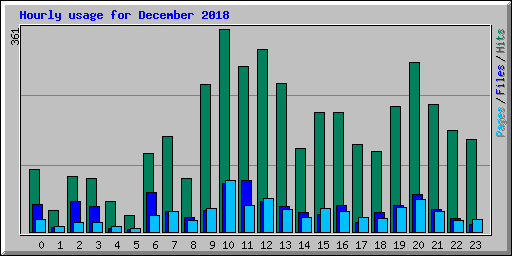 Hourly usage for December 2018
361
Pages/Files/Hits
0 1 2 3 4 5 6 7 8 9 10 11 12 13 14 15 16 17 18 19 20 21 22 23